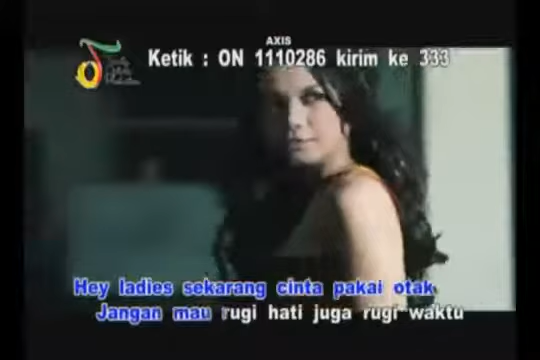 AXIS
Ketik : ON 1110286 kirim ke 333
Hey ladies sekarang cinta pakai otak
Jangan mau rugi hati juga rugi waktu